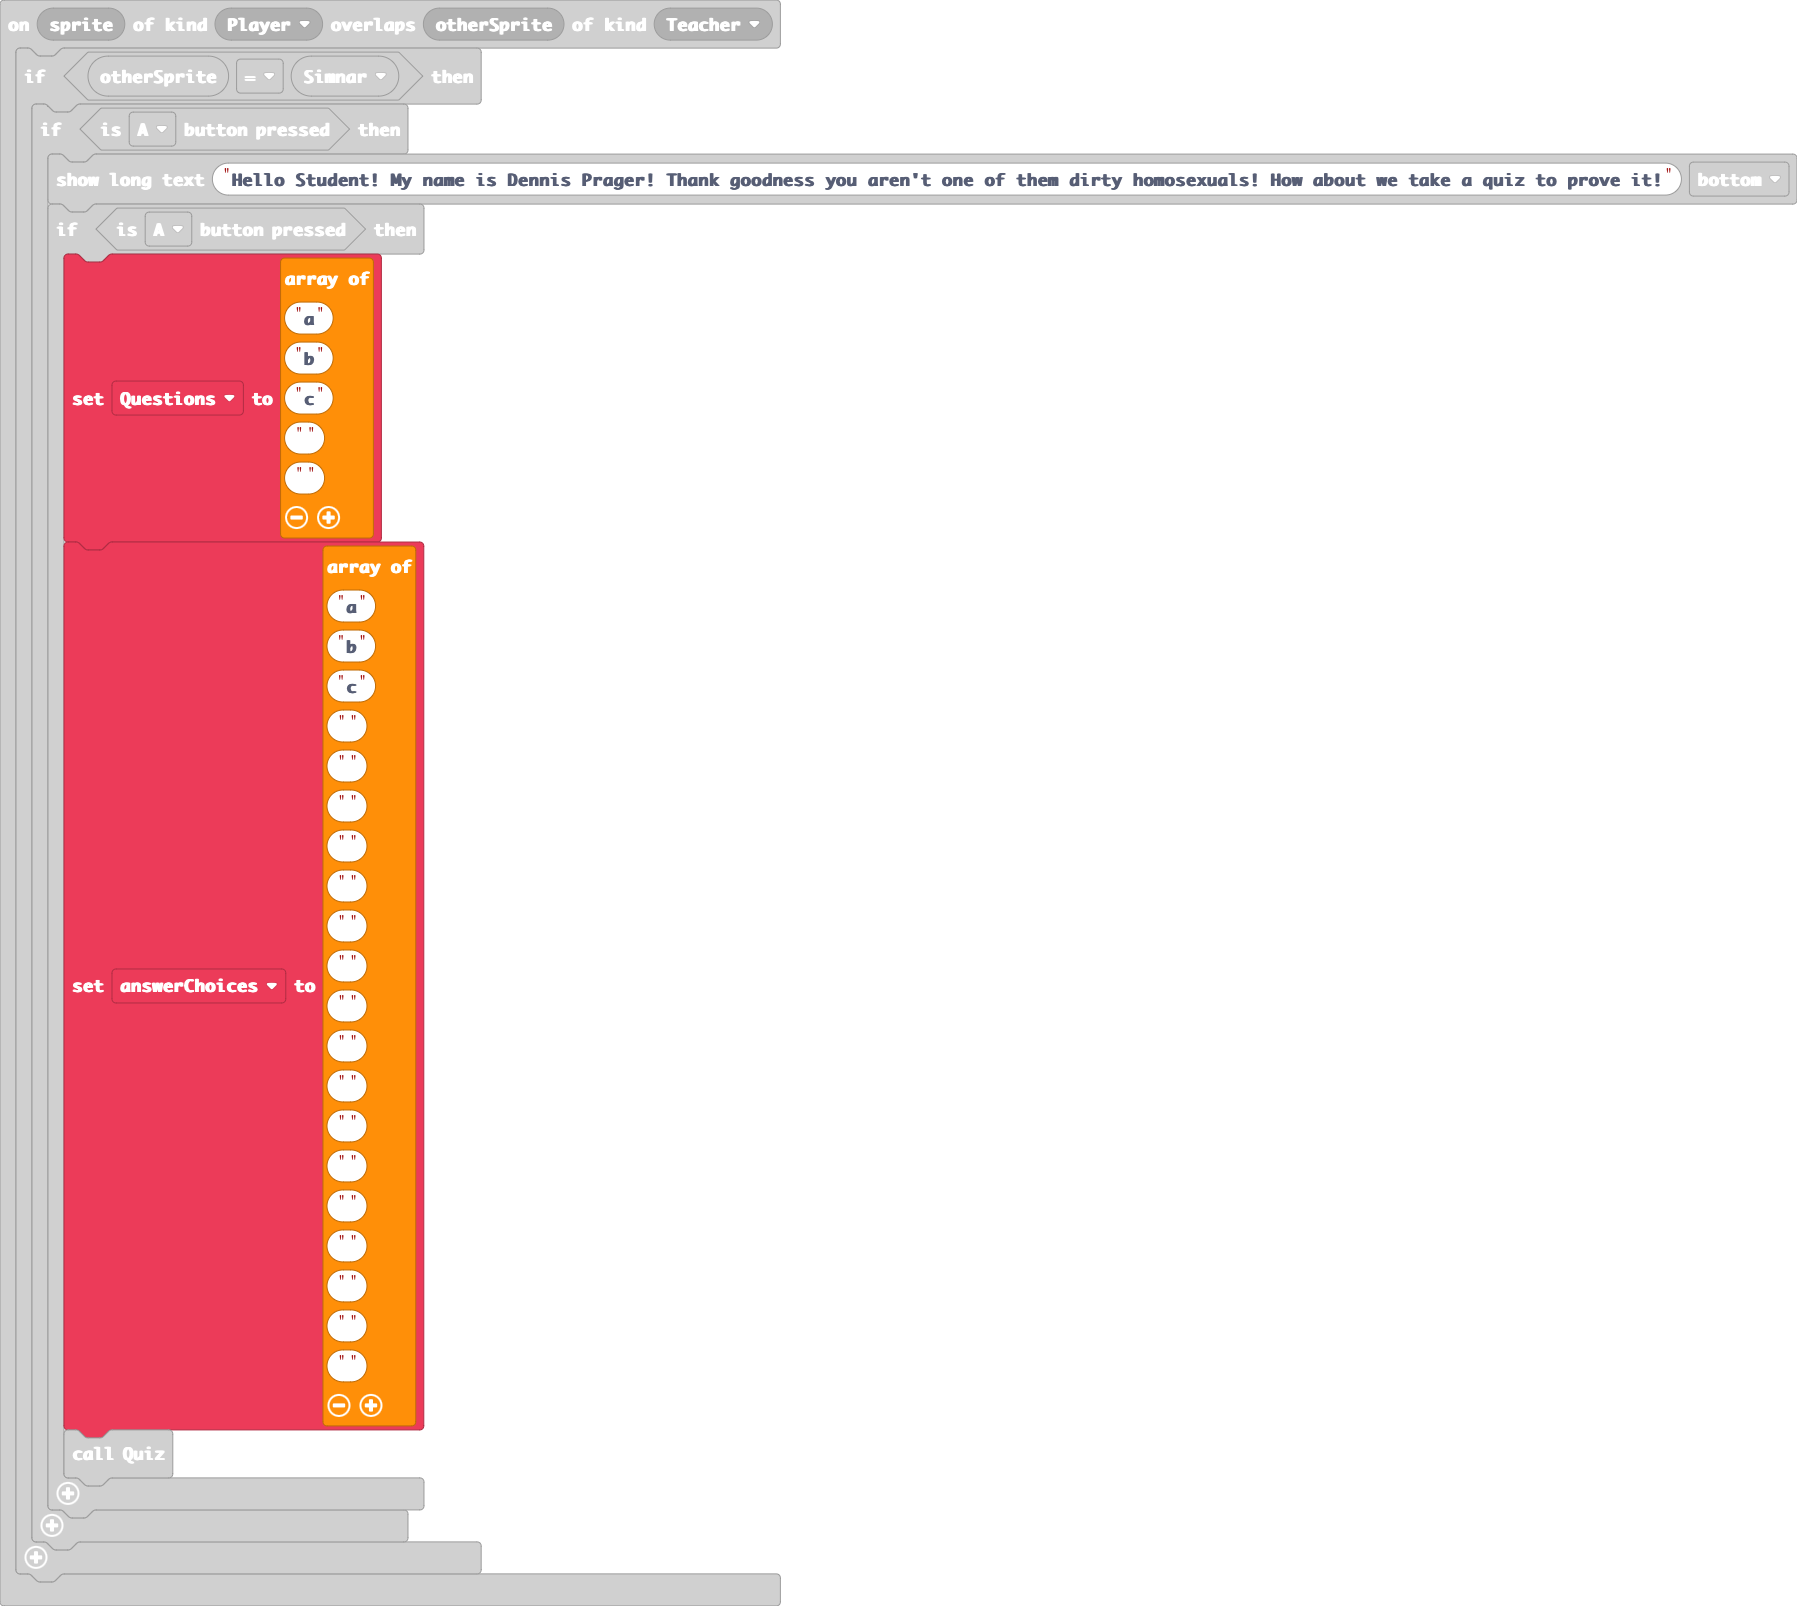 on sprite of kind Player overlaps otherSprite of kind Teacher
if otherSprite = Simnar then
if is A button pressed then
show long text "Hello Student! My name is Dennis Prager! Thank goodness you aren't one of them dirty homosexuals! How about we take a quiz to prove it!" bottom
if is A button pressed then
array of
"a"
"b"
set Questions to "c"
" "
" "
array of
"a"
"b"
"c"
" "
" "
" "
" "
" "
" "
" "
set answerChoices to
" "
" "
" "
" "
" "
" "
" "
" "
" "
" "
call Quiz